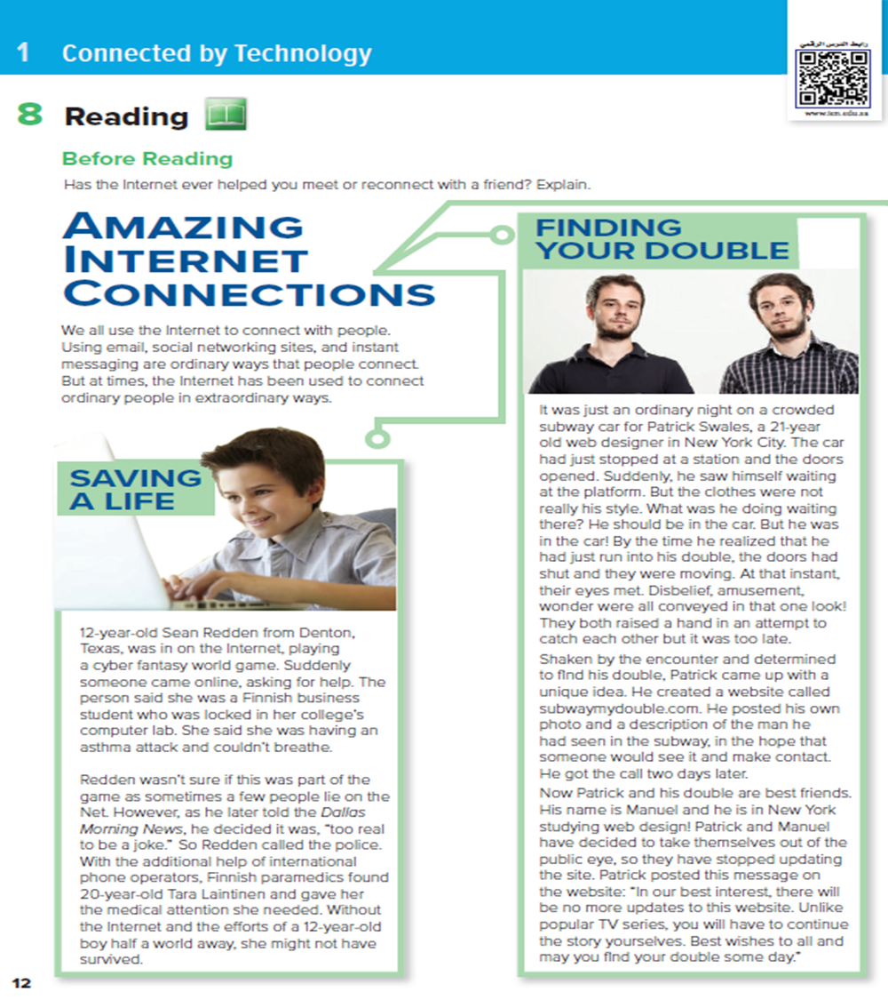 1 Connected by Technology
رابط الدرس الرقمي
www.ien.edu.sa
8 Reading
Before Reading
Has the Internet ever helped you meet or reconnect with a friend? Explain.
AMAZING
INTERNET
CONNECTIONS
We all use the Internet to connect with people.
Using email, social networking sites, and instant
messaging are ordinary ways that people connect.
But at times, the Internet has been used to connect
ordinary people in extraordinary ways.
SAVING
A LIFE
12-year-old Sean Redden from Denton,
Texas, was in on the Internet, playing
a cyber fantasy world game. Suddenly
someone came online, asking for help. The
person said she was a Finnish business
student who was locked in her college's
computer lab. She said she was having an
asthma attack and couldn't breathe.
Redden wasn't sure if this was part of the
game as sometimes a few people lie on the
Net. However, as he later told the Dallas
Morning News, he decided it was, "too real
to be a joke." So Redden called the police.
With the additional help of international
phone operators, Finnish paramedics found
20-year-old Tara Laintinen and gave her
the medical attention she needed. Without
the Internet and the efforts of a 12-year-old
boy half a world away, she might not have
survived.
FINDING
YOUR DOUBLE
It was just an ordinary night on a crowded
subway car for Patrick Swales, a 21-year
old web designer in New York City. The car
had just stopped at a station and the doors
opened. Suddenly, he saw himself waiting
at the platform. But the clothes were not
really his style. What was he doing waiting
there? He should be in the car. But he was
in the car! By the time he realized that he
had just run into his double, the doors had
shut and they were moving. At that instant,
their eyes met. Disbelief, amusement,
wonder were all conveyed in that one look!
They both raised a hand in an attempt to
catch each other but it was too late.
Shaken by the encounter and determined
to find his double, Patrick came up with a
unique idea. He created a website called
subwaymydouble.com. He posted his own
photo and a description of the man he
had seen in the subway, in the hope that
someone would see it and make contact.
He got the call two days later.
Now Patrick and his double are best friends.
His name is Manuel and he is in New York
studying web design! Patrick and Manuel
have decided to take themselves out of the
public eye, so they have stopped updating
the site. Patrick posted this message on
the website: "In our best interest, there will
be no more updates to this website. Unlike
popular TV series, you will have to continue
the story yourselves. Best wishes to all and
may you find your double some day."
12